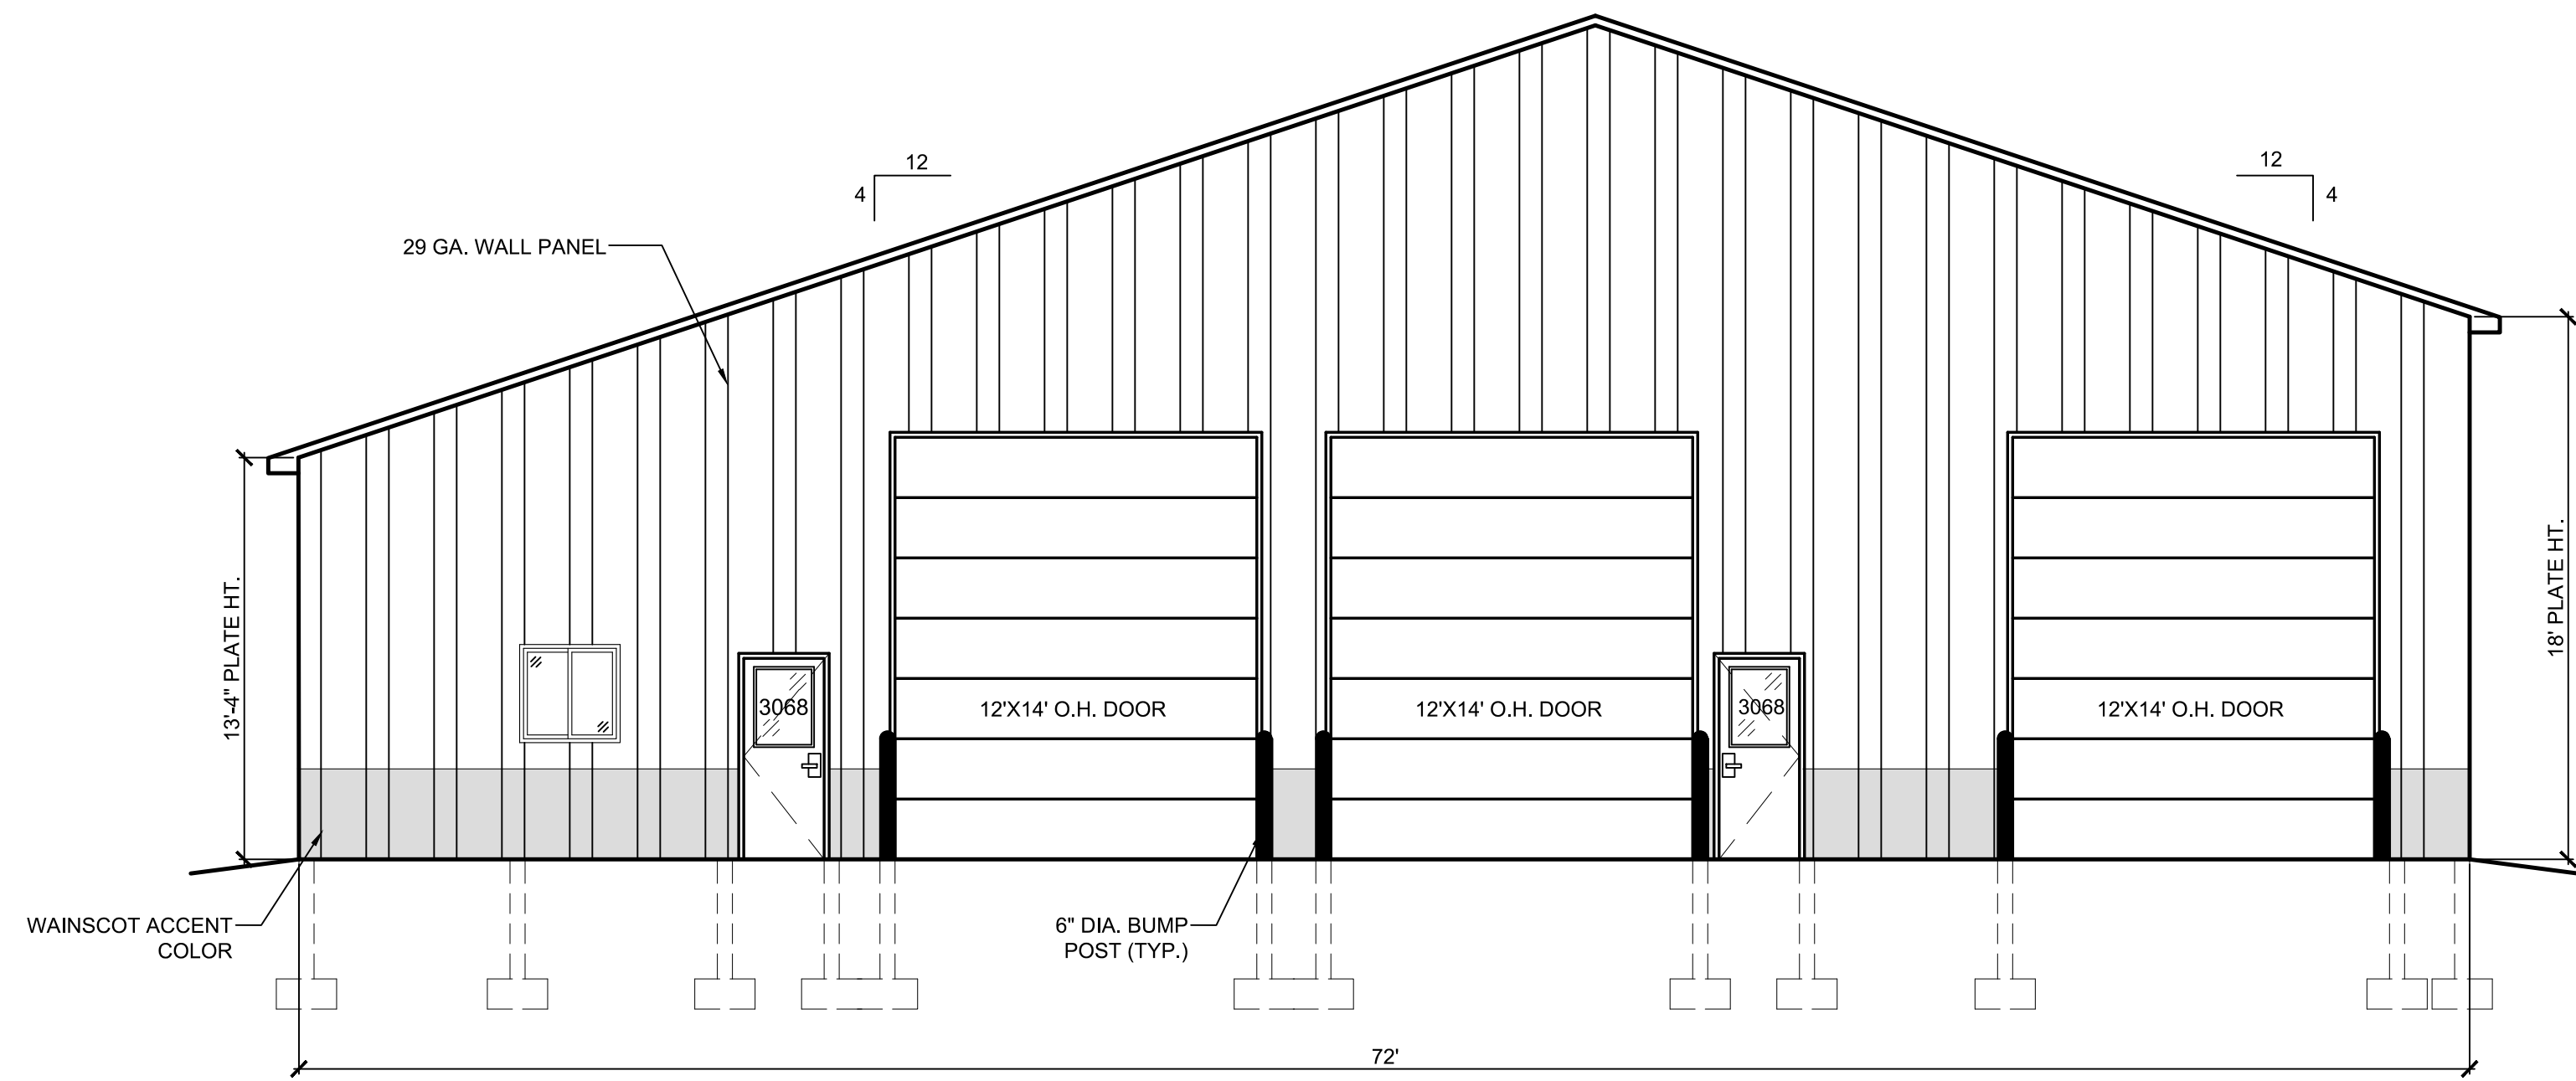 12
4
12
4
29 GA. WALL PANEL
13'-4" PLATE HT.
18' PLATE HT.
3068
12'X14' O.H. DOOR
12'X14' O.H. DOOR
3068
12'X14' O.H. DOOR
WAINSCOT ACCENT
COLOR
6" DIA. BUMP
POST (TYP.)
72'